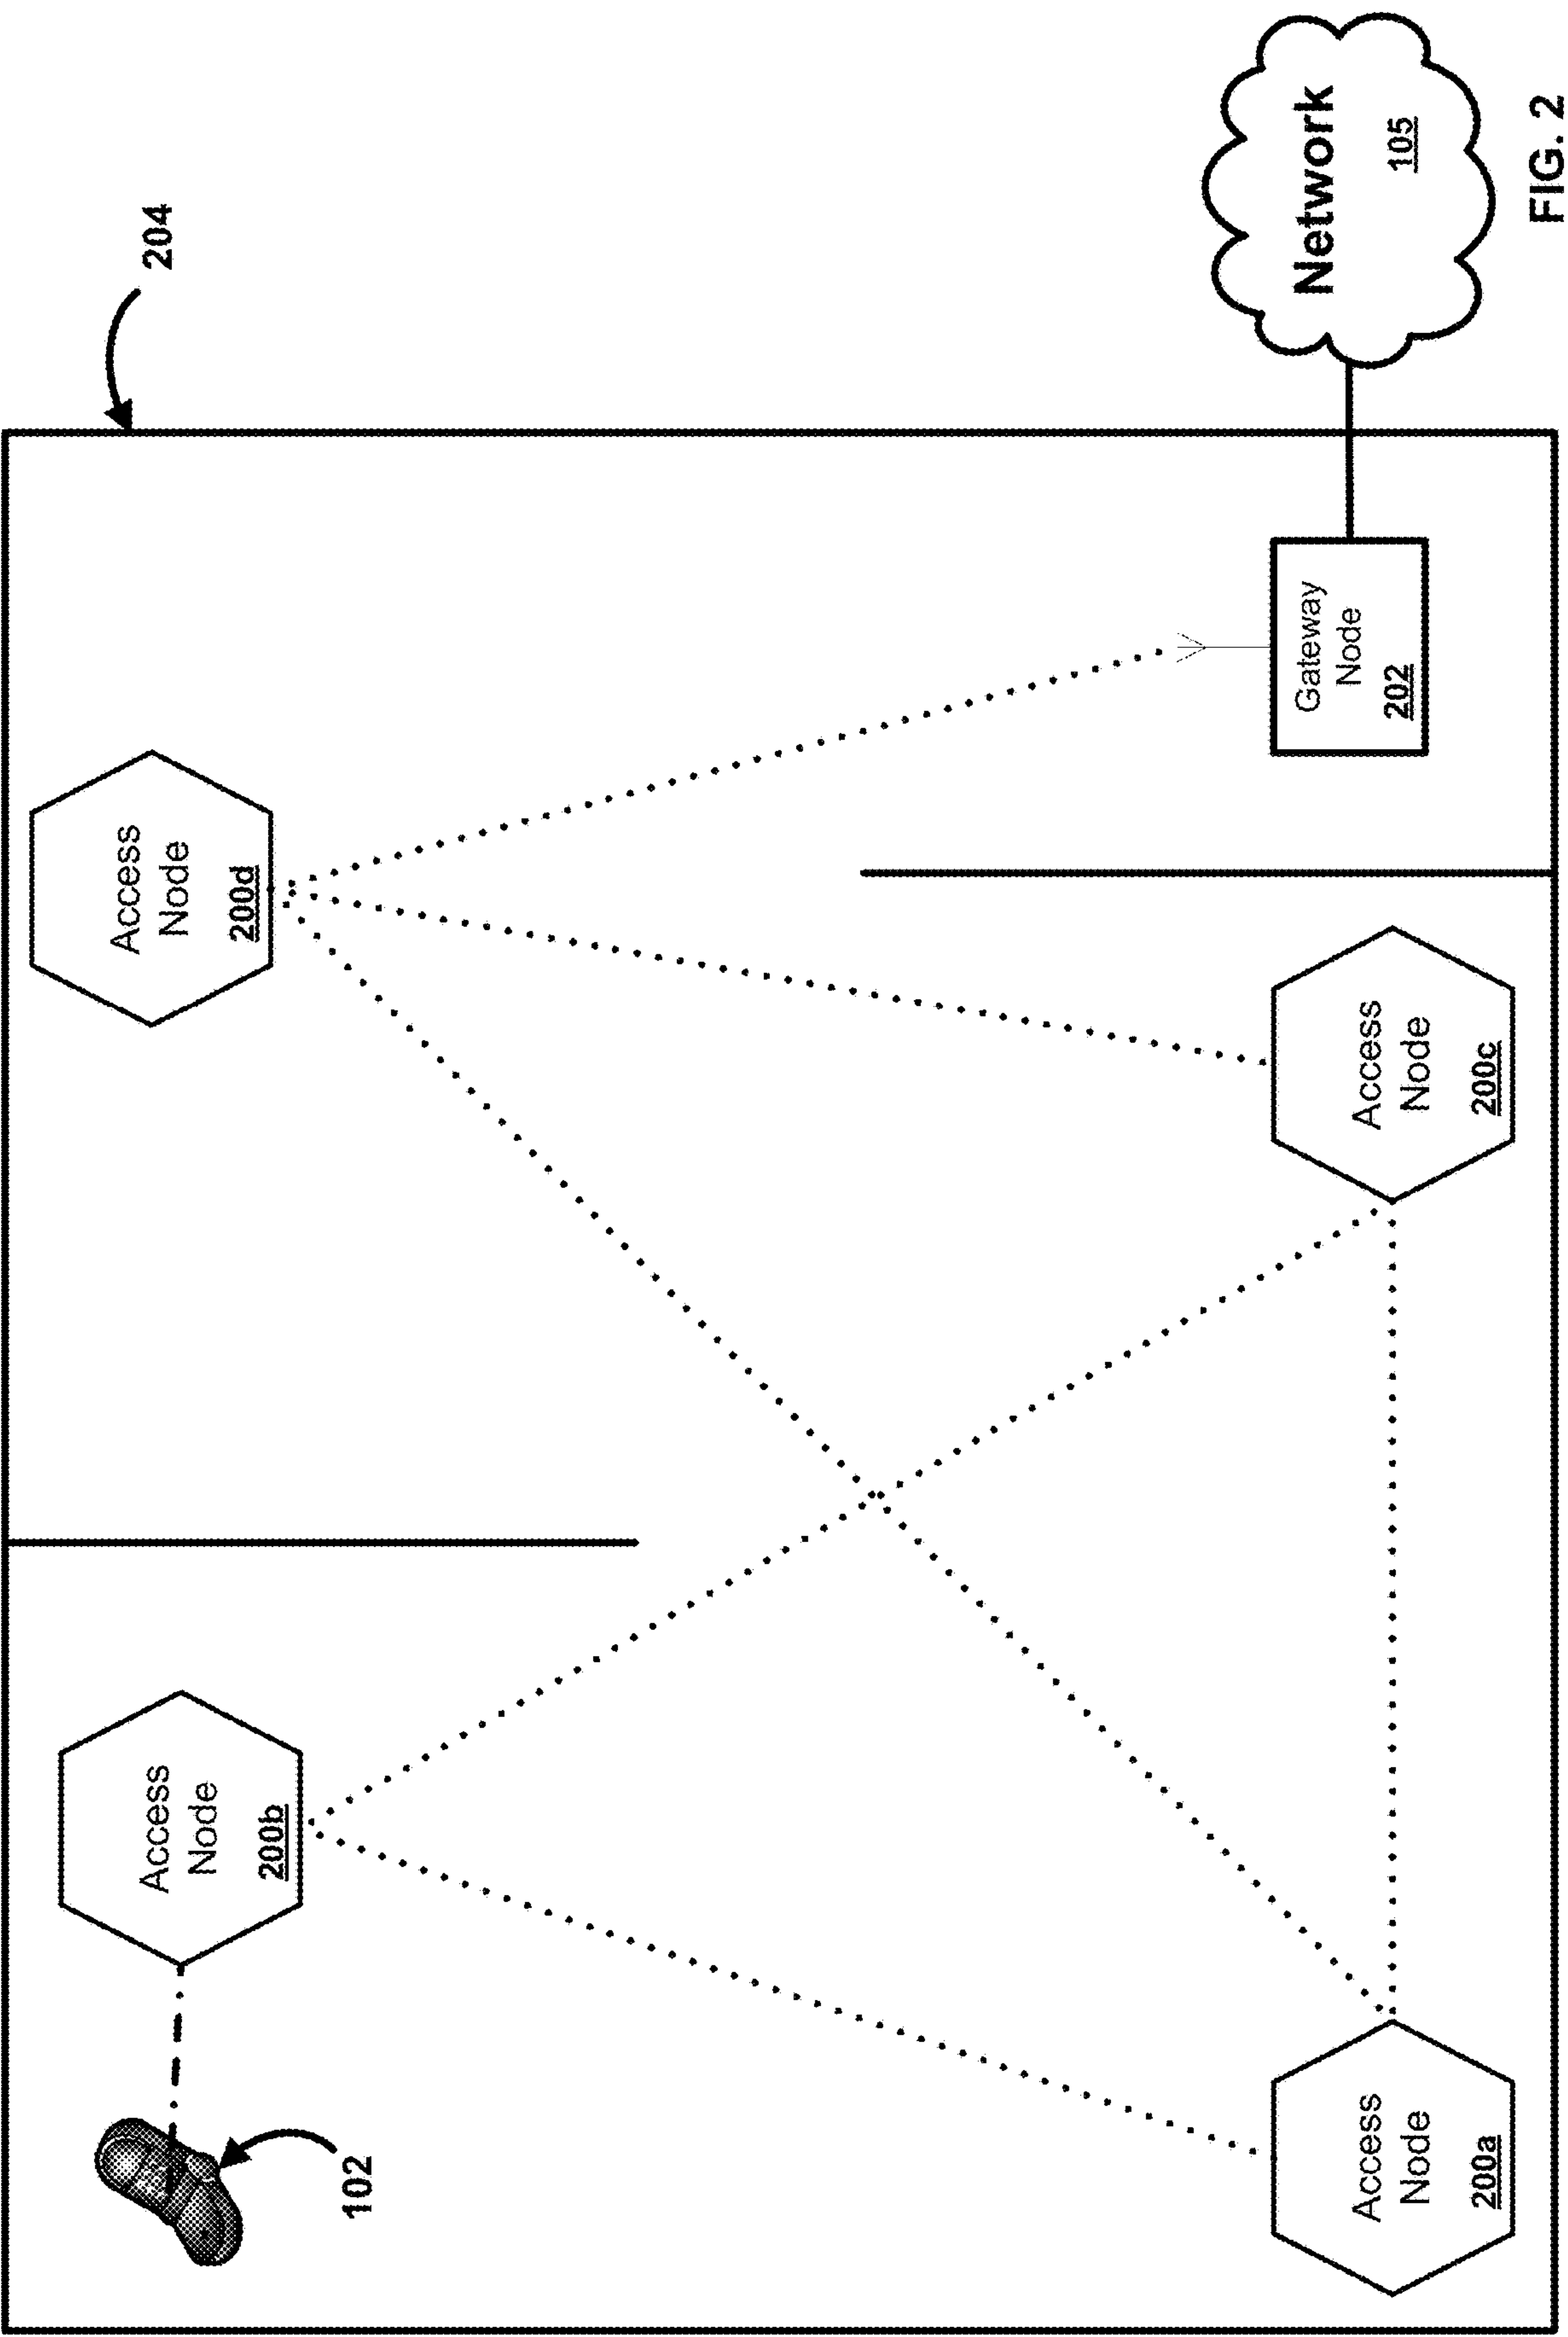 204
Access
Node
200d
Access
Node
200b
102
Network
105
Gateway
Node
202
Access
Node
200c
Access
Node
200a
FIG. 2